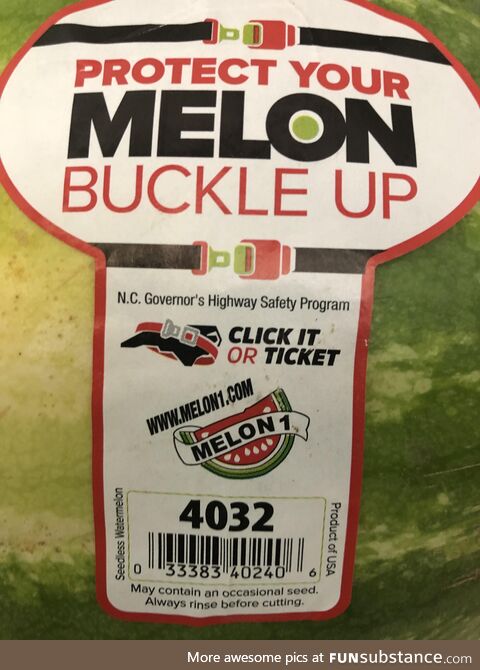 PROTECT YOUR
MELON
BUCKLE UP
N.C. Governor's Highway Safety Program
CLICK IT
OR TICKET
WWW.MELON1.COM
MELON 1
Seedless Watermelon
4032
Product of USA
0 33383 40240 6
May contain an occasional seed.
Always rinse before cutting.
More awesome pics at FUNsubstance.com